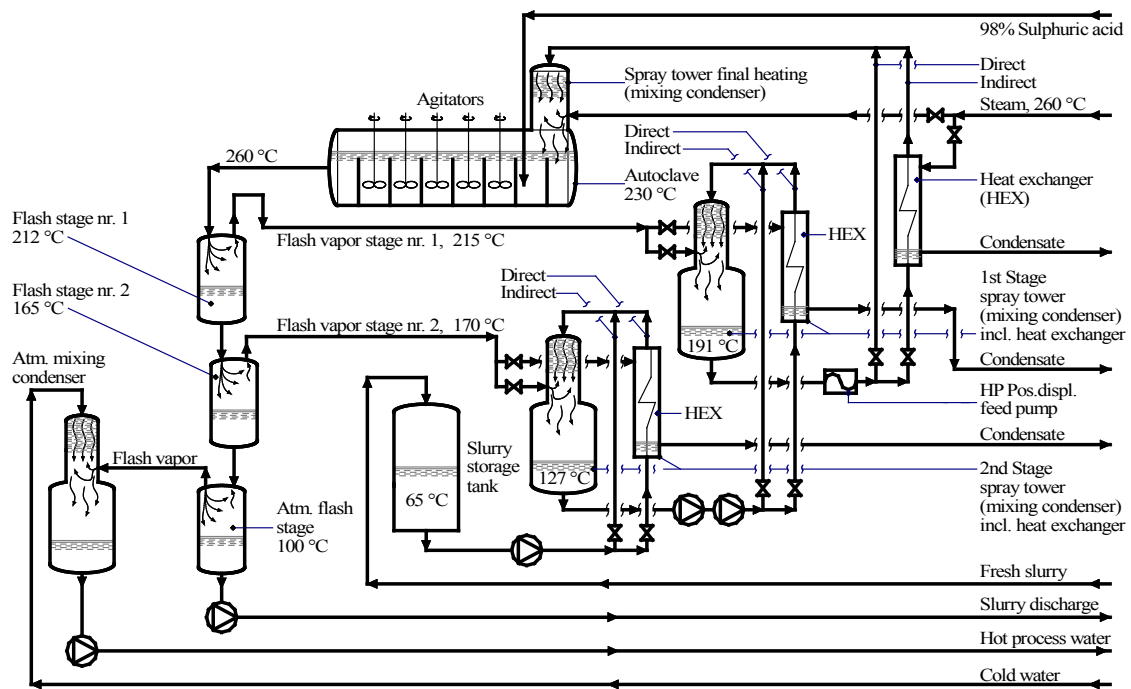 98% Sulphuric acid
Direct
Indirect
Steam, 260 °C
Spray tower final heating
(mixing condenser)
Agitators
Direct
Indirect
260 °C
Autoclave
230 °C
Heat exchanger
(HEX)
Flash stage nr. 1
212 °C
Flash vapor stage nr. 1, 215 °C
HEX
Condensate
Flash stage nr. 2
165 °C
Direct
Indirect
1st Stage
spray tower
(mixing condenser)
incl. heat exchanger
Flash vapor stage nr. 2, 170 °C
191 °C
Atm. mixing
condenser
Condensate
HP Pos.displ.
feed pump
HEX
Condensate
Flash vapor
Slurry
storage
tank
65 °C
127 °C
2nd Stage
spray tower
(mixing condenser)
incl. heat exchanger
Atm. flash
stage
100 °C
Fresh slurry
Slurry discharge
Hot process water
Cold water